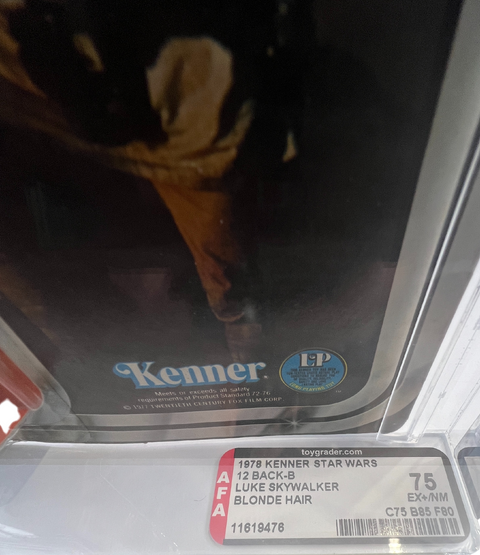 Kenner
Meets or exceeds all safety
requirements of Product Standard 72-76
© 1977 TWENTIETH CENTURY FOX FILM CORP.
LP
toygrader.com
AFA
1978 KENNER STAR WARS
12 BACK-B
LUKE SKYWALKER
BLONDE HAIR
11619476
75
EX+/NM
C75 B85 F80